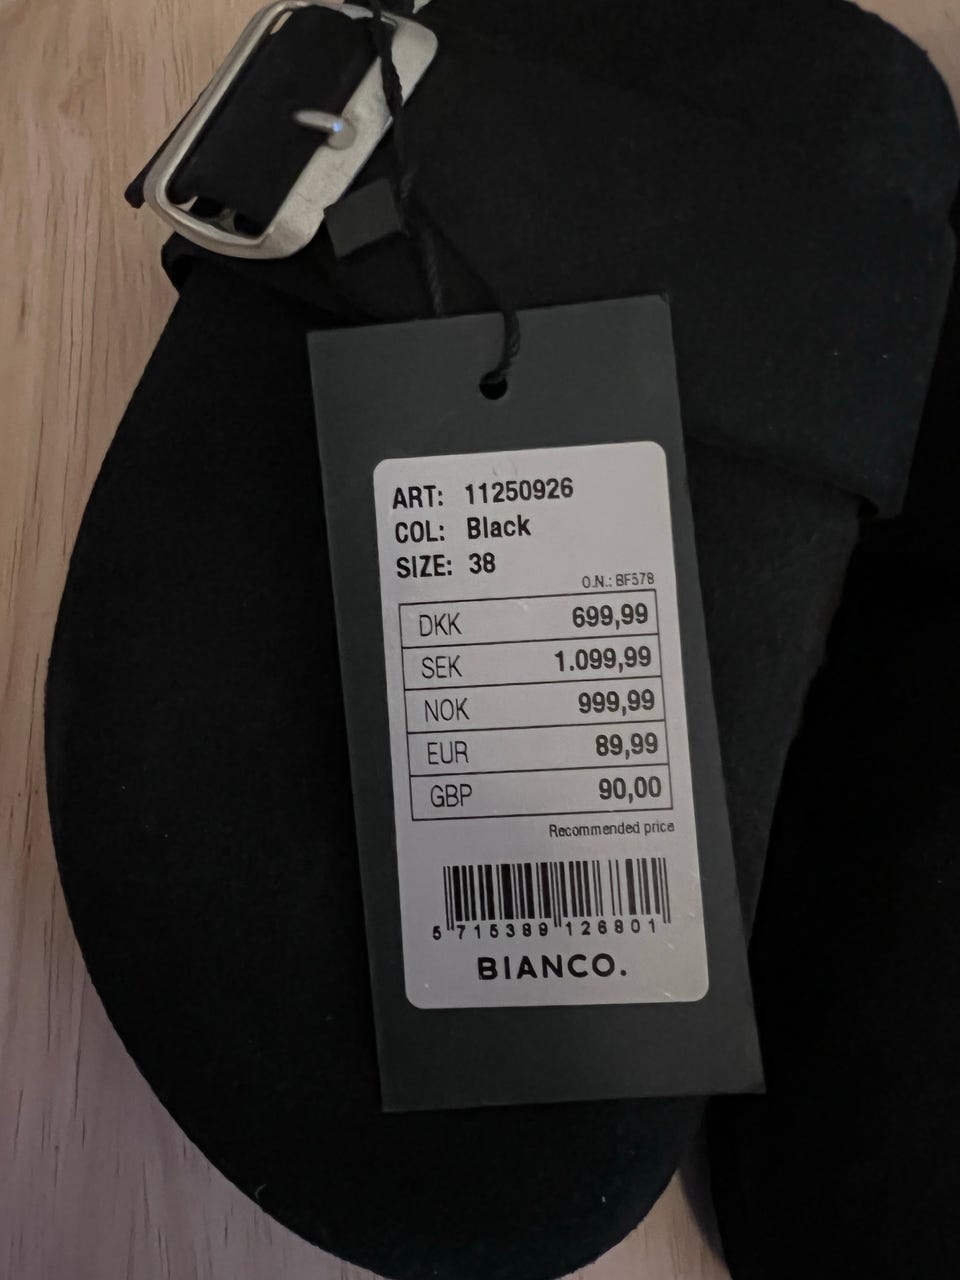 ART: 11250926
COL: Black
SIZE: 38
O.N.: BF578
DKK 699,99
SEK 1.099,99
NOK 999,99
EUR 89,99
GBP 90,00
Recommended price
5 715389 126801
BIANCO.